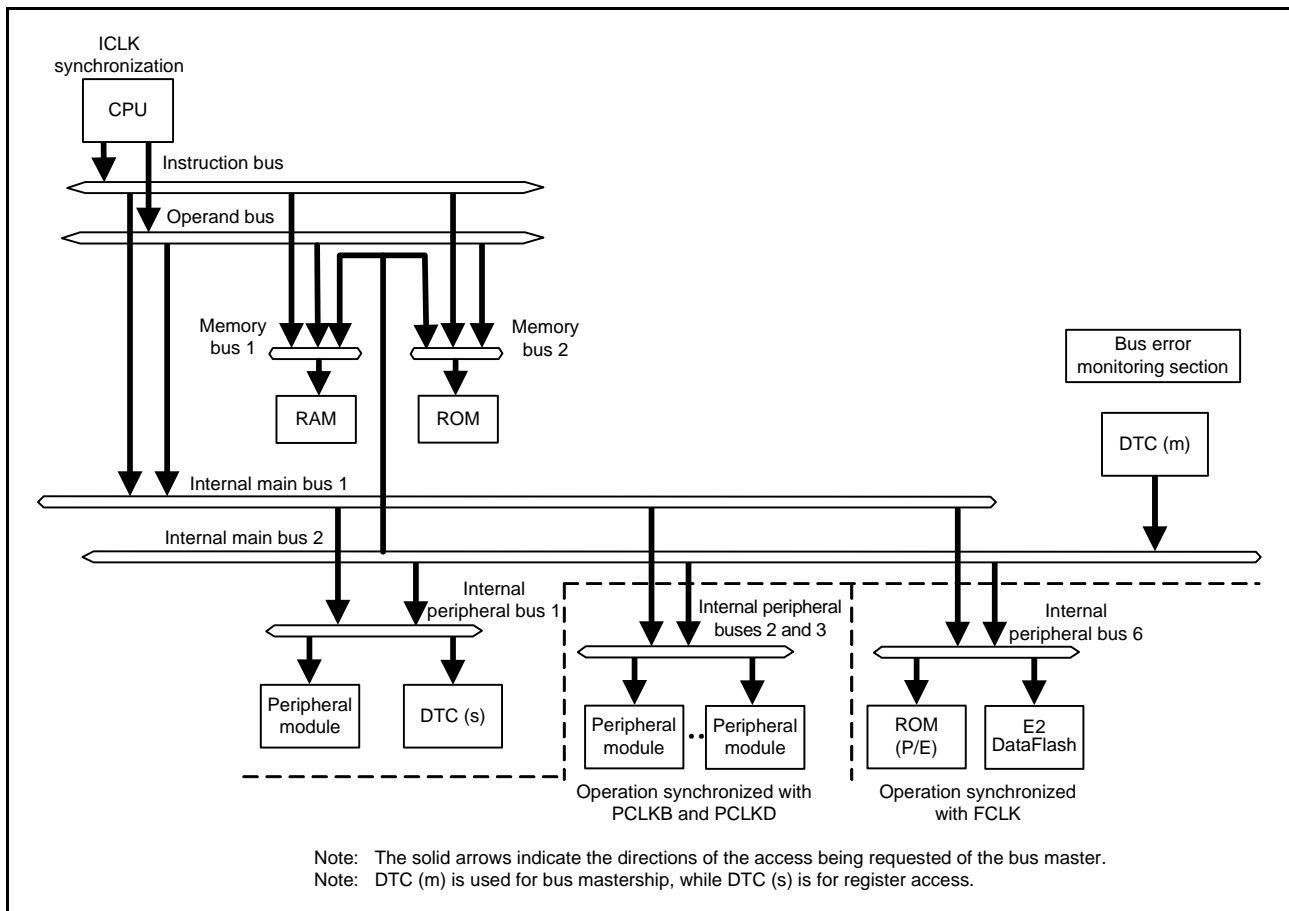 ICLK
synchronization
CPU
Instruction bus
Operand bus
Memory
bus 1
Memory
bus 2
Bus error
monitoring section
RAM
ROM
DTC (m)
Internal main bus 1
Internal main bus 2
Internal
peripheral bus 1
Internal peripheral
buses 2 and 3
Internal
peripheral bus 6
Peripheral
module
DTC (s)
Peripheral
module
Peripheral
module
ROM
(P/E)
E2
DataFlash
Operation synchronized with
PCLKB and PCLKD
Operation synchronized
with FCLK
Note: The solid arrows indicate the directions of the access being requested of the bus master.
Note: DTC (m) is used for bus mastership, while DTC (s) is for register access.